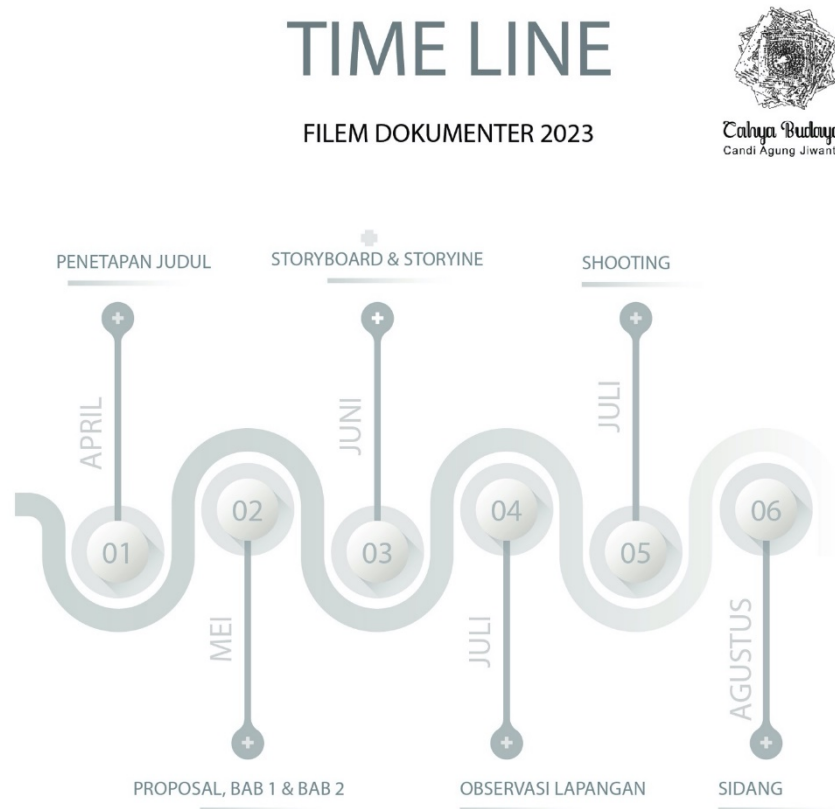 TIME LINE
FILEM DOKUMENTER 2023
Cahya Budaya
Candi Agung Jiwant
PENETAPAN JUDUL
STORYBOARD & STORYINE
SHOOTING
APRIL
JUNI
JULI
01
02
03
04
05
06
MEI
JULI
AGUSTUS
PROPOSAL, BAB 1 & BAB 2
OBSERVASI LAPANGAN
SIDANG